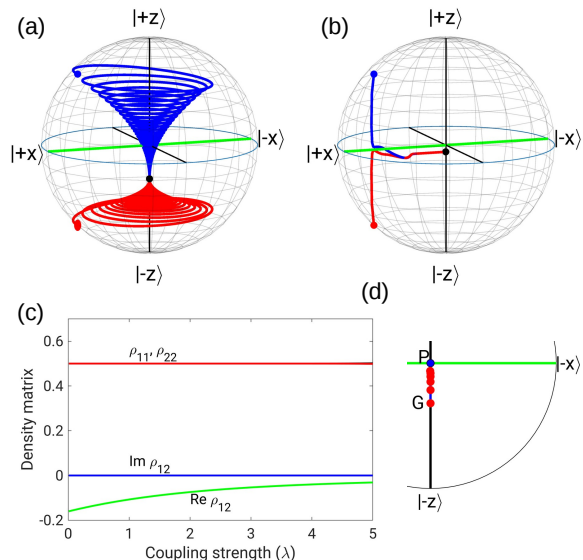 (a) |+z⟩ (b) |+z⟩
|+x⟩ |-x⟩ |+x⟩ |-x⟩
|-z⟩ |-z⟩
(c) (d)
0.6
ρ₁₁, ρ₂₂
0.4
Density matrix
0.2
Im ρ₁₂
0
Re ρ₁₂
-0.2
0 1 2 3 4 5
Coupling strength (λ)
P |-x⟩
G
|-z⟩